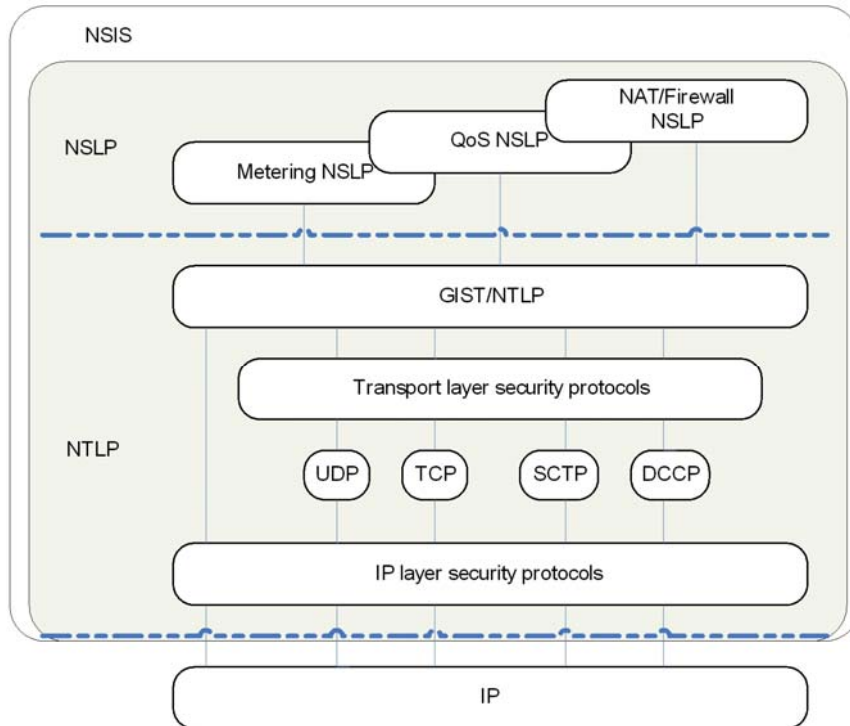 NSIS
NAT/Firewall
NSLP
NSLP
QoS NSLP
Metering NSLP
GIST/NTLP
Transport layer security protocols
NTLP
UDP
TCP
SCTP
DCCP
IP layer security protocols
IP